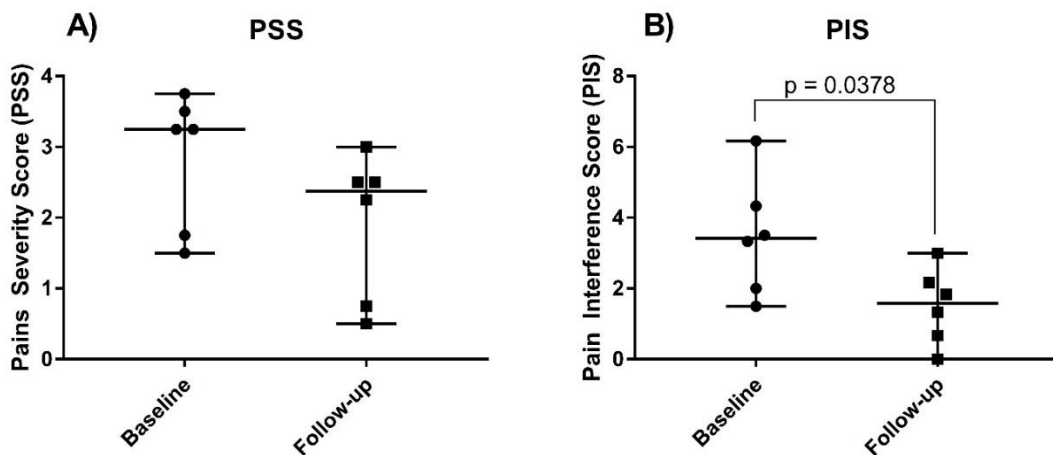 A)
PSS
Pains Severity Score (PSS)
4
3
2
1
0
Baseline
Follow-up
B)
PIS
Pain Interference Score (PIS)
8
6
4
2
0
p = 0.0378
Baseline
Follow-up